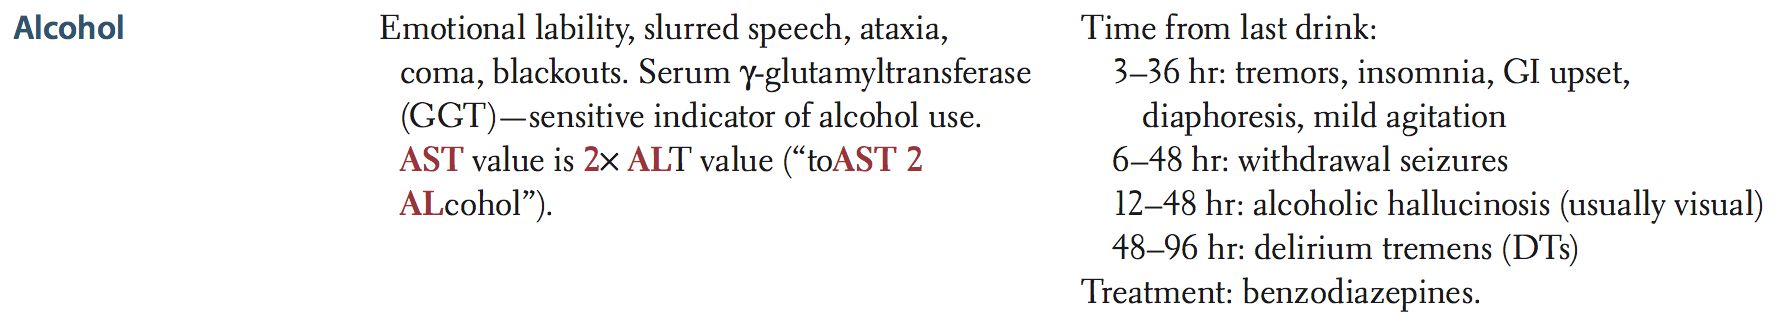 Alcohol
Emotional lability, slurred speech, ataxia,
coma, blackouts. Serum γ-glutamyltransferase
(GGT)—sensitive indicator of alcohol use.
AST value is 2× ALT value (“toAST 2
ALcohol”).
Time from last drink:
3–36 hr: tremors, insomnia, GI upset,
diaphoresis, mild agitation
6–48 hr: withdrawal seizures
12–48 hr: alcoholic hallucinosis (usually visual)
48–96 hr: delirium tremens (DTs)
Treatment: benzodiazepines.